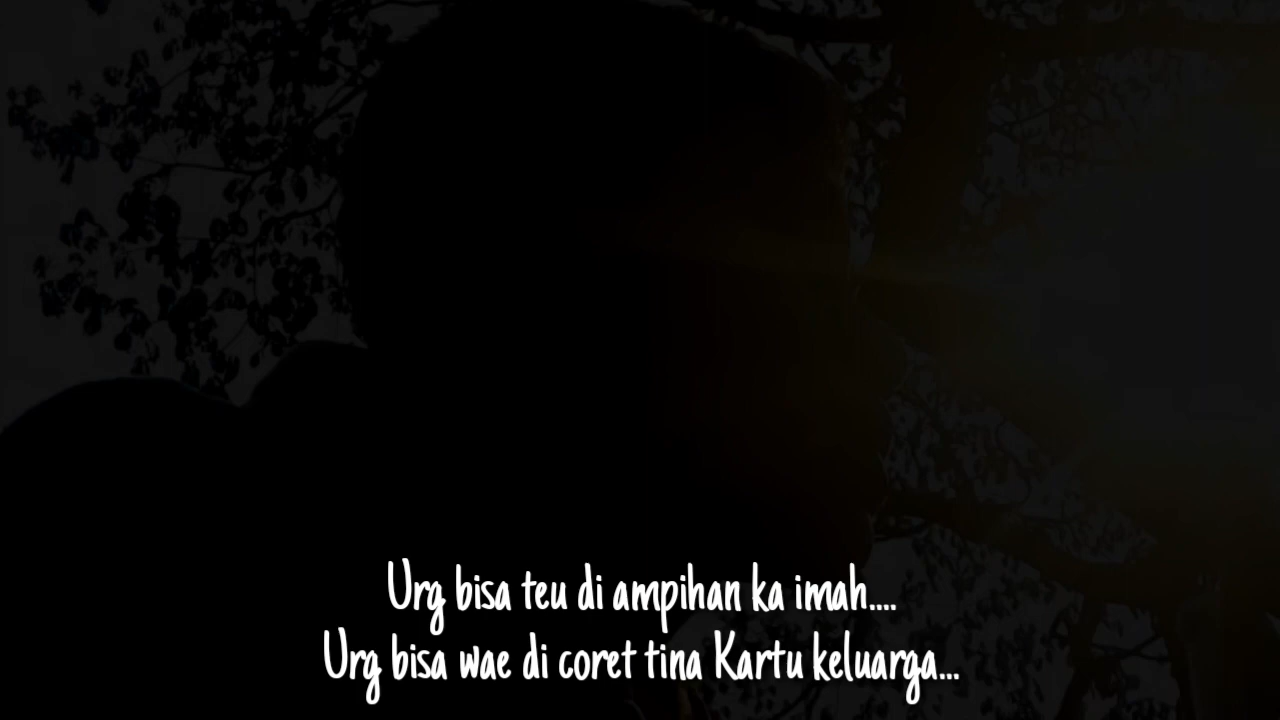 Urg bisa teu di ampihan ka imah....
Urg bisa wae di coret tina Kartu keluarga...